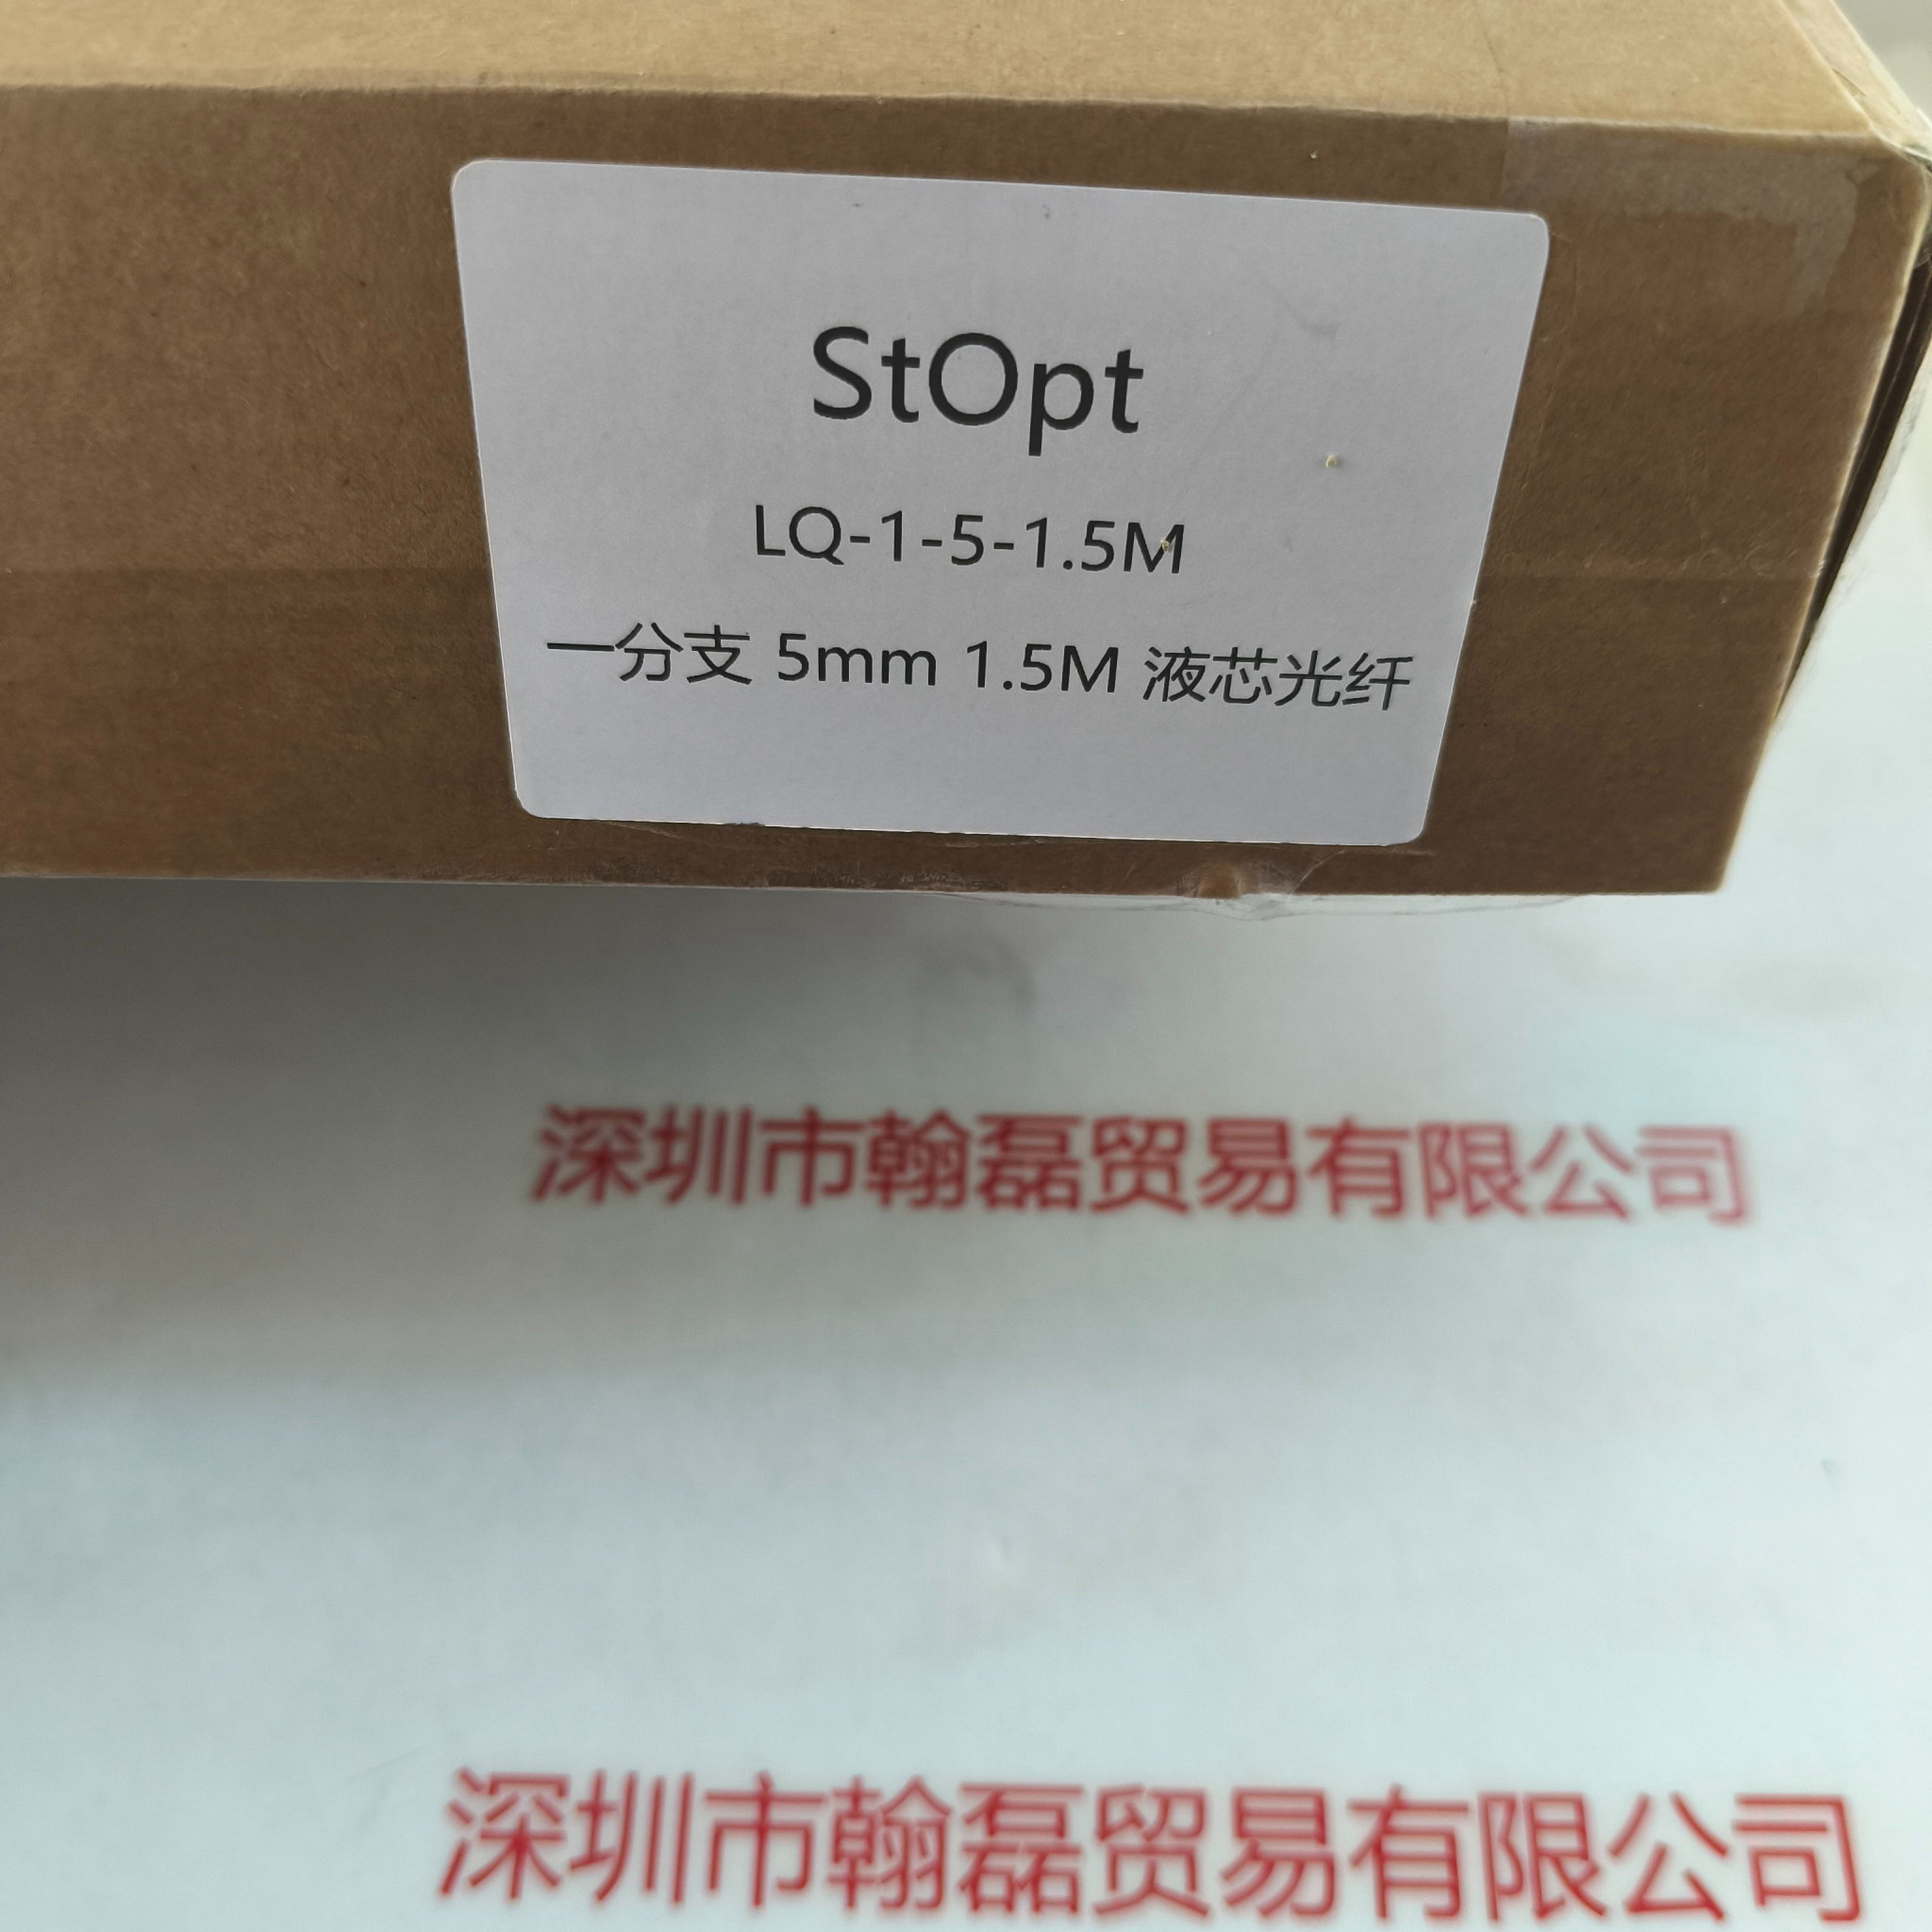 StOpt
LQ-1-5-1.5M
一分支 5mm 1.5M 液芯光纤
深圳市翰磊贸易有限公司
深圳市翰磊贸易有限公司